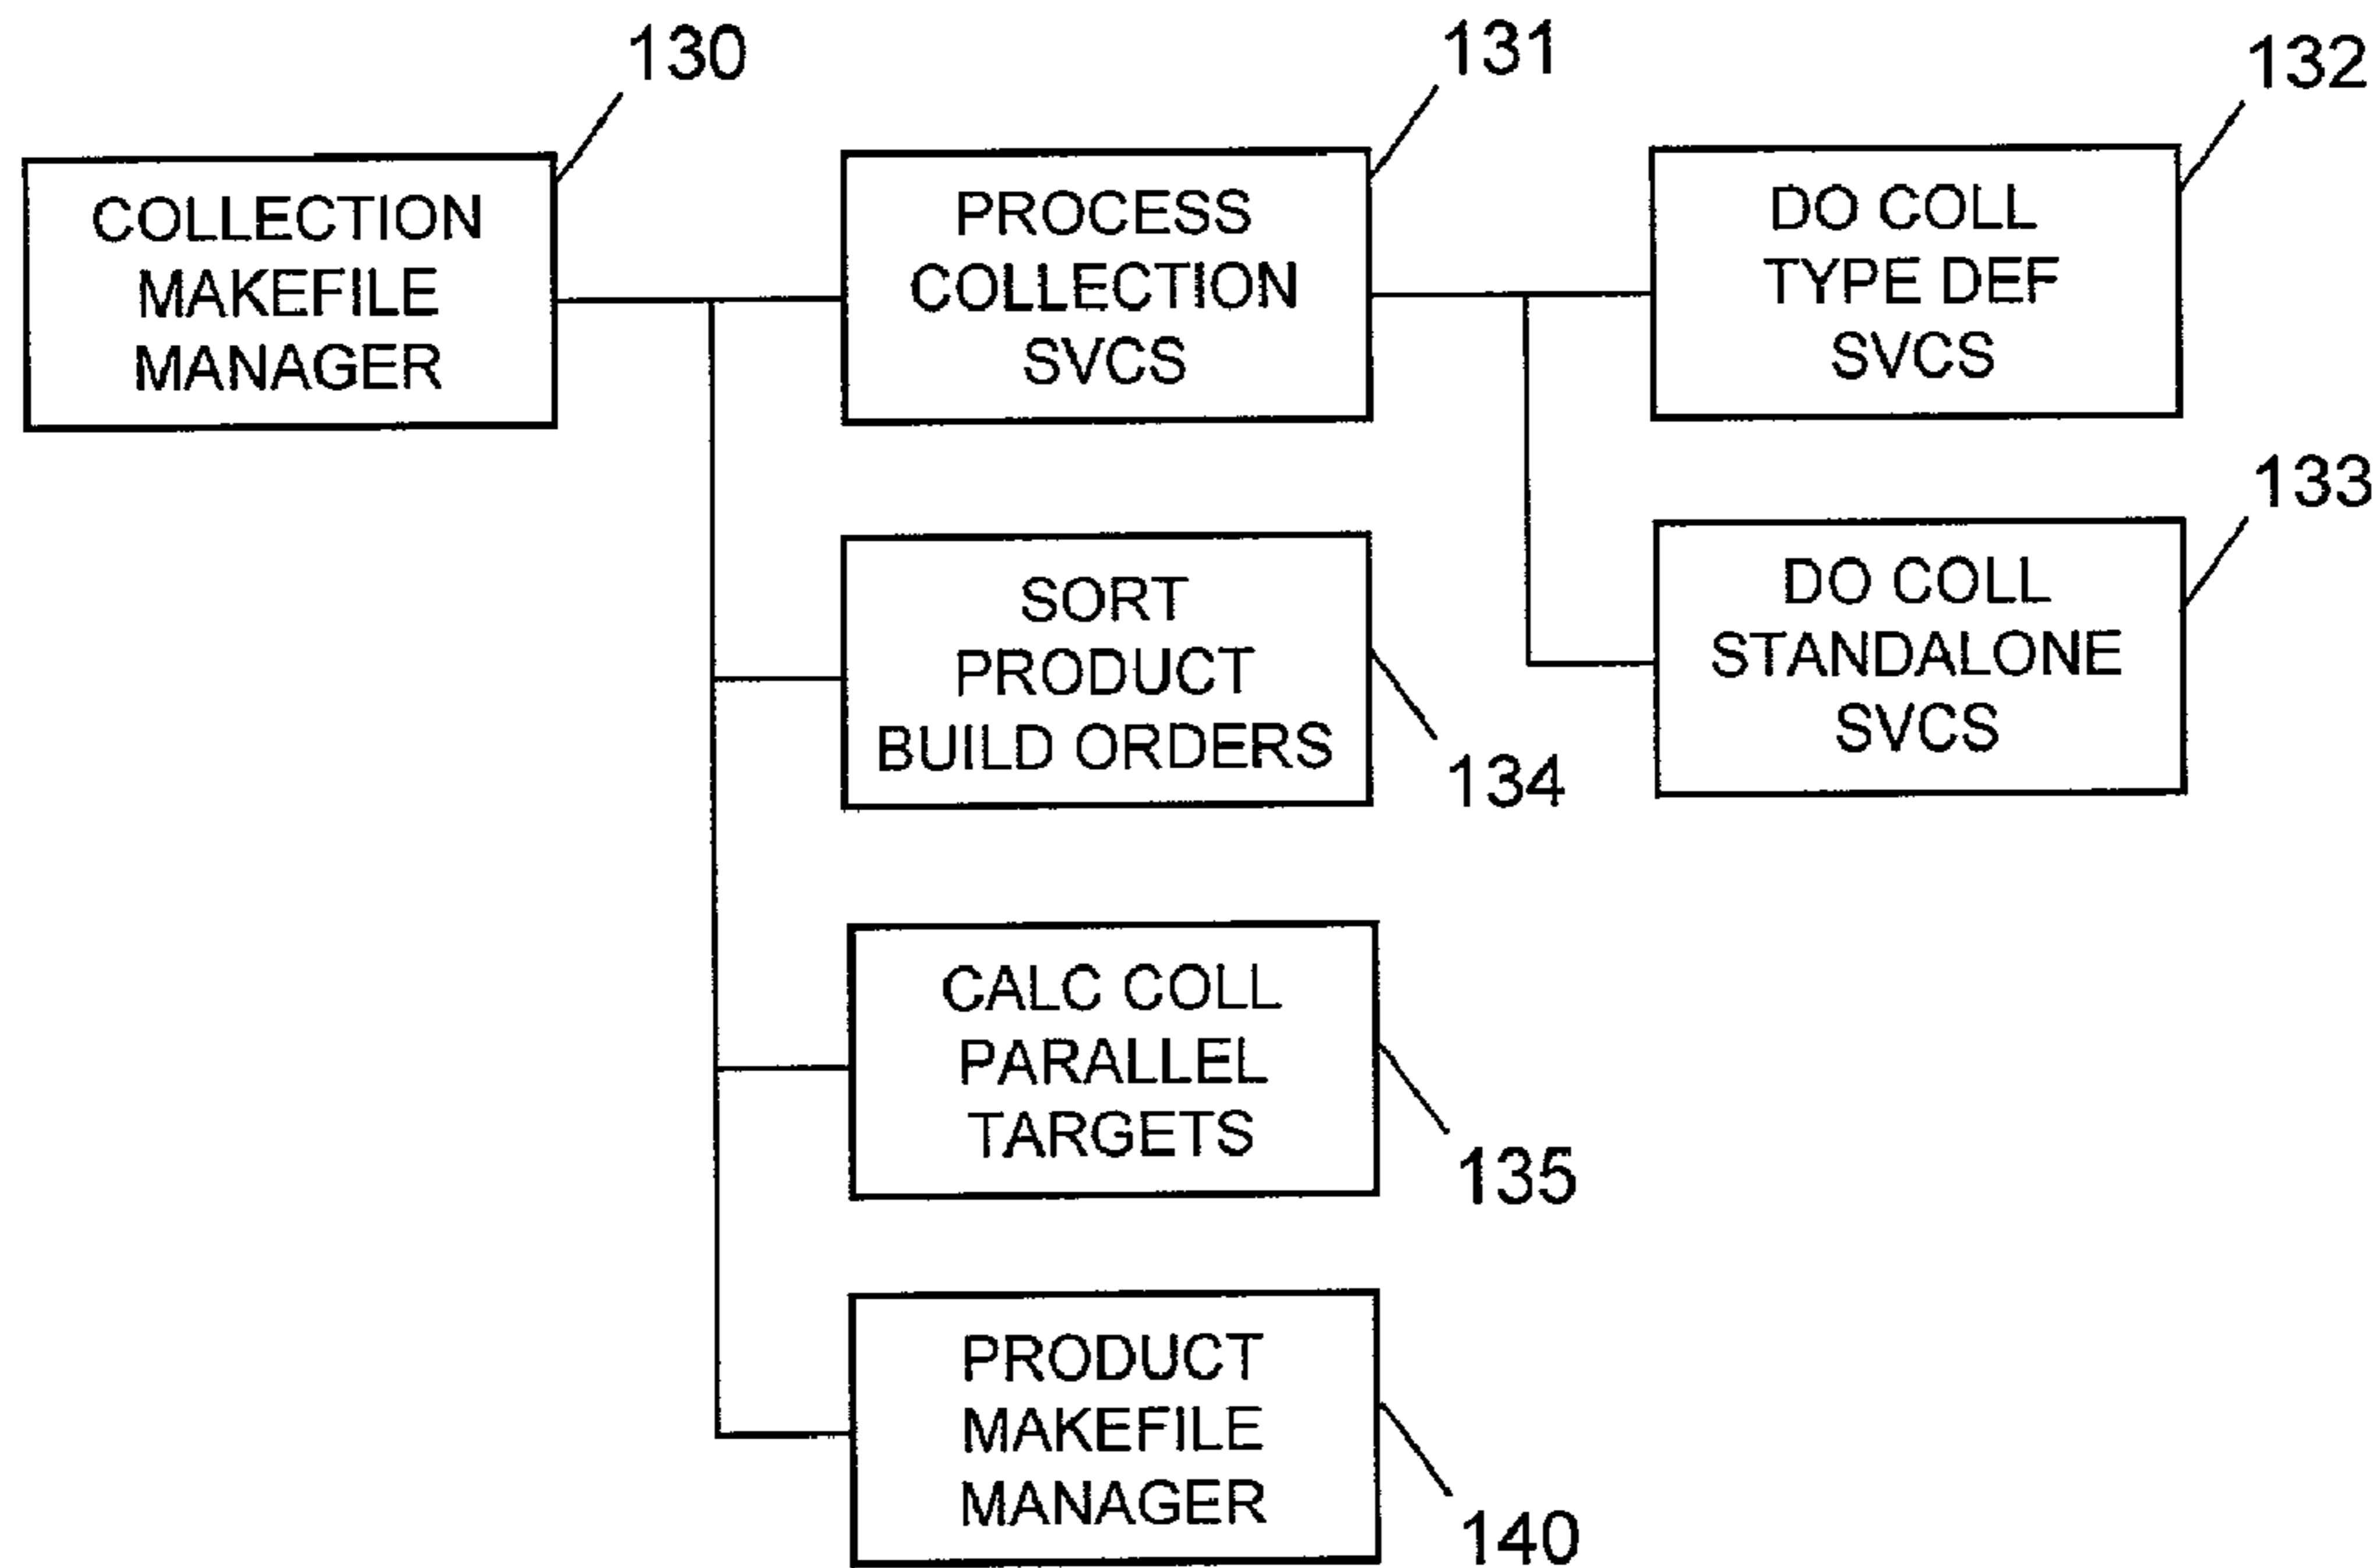 130
COLLECTION
MAKEFILE
MANAGER
131
PROCESS
COLLECTION
SVCS
132
DO COLL
TYPE DEF
SVCS
133
DO COLL
STANDALONE
SVCS
SORT
PRODUCT
BUILD ORDERS
134
CALC COLL
PARALLEL
TARGETS
135
PRODUCT
MAKEFILE
MANAGER
140